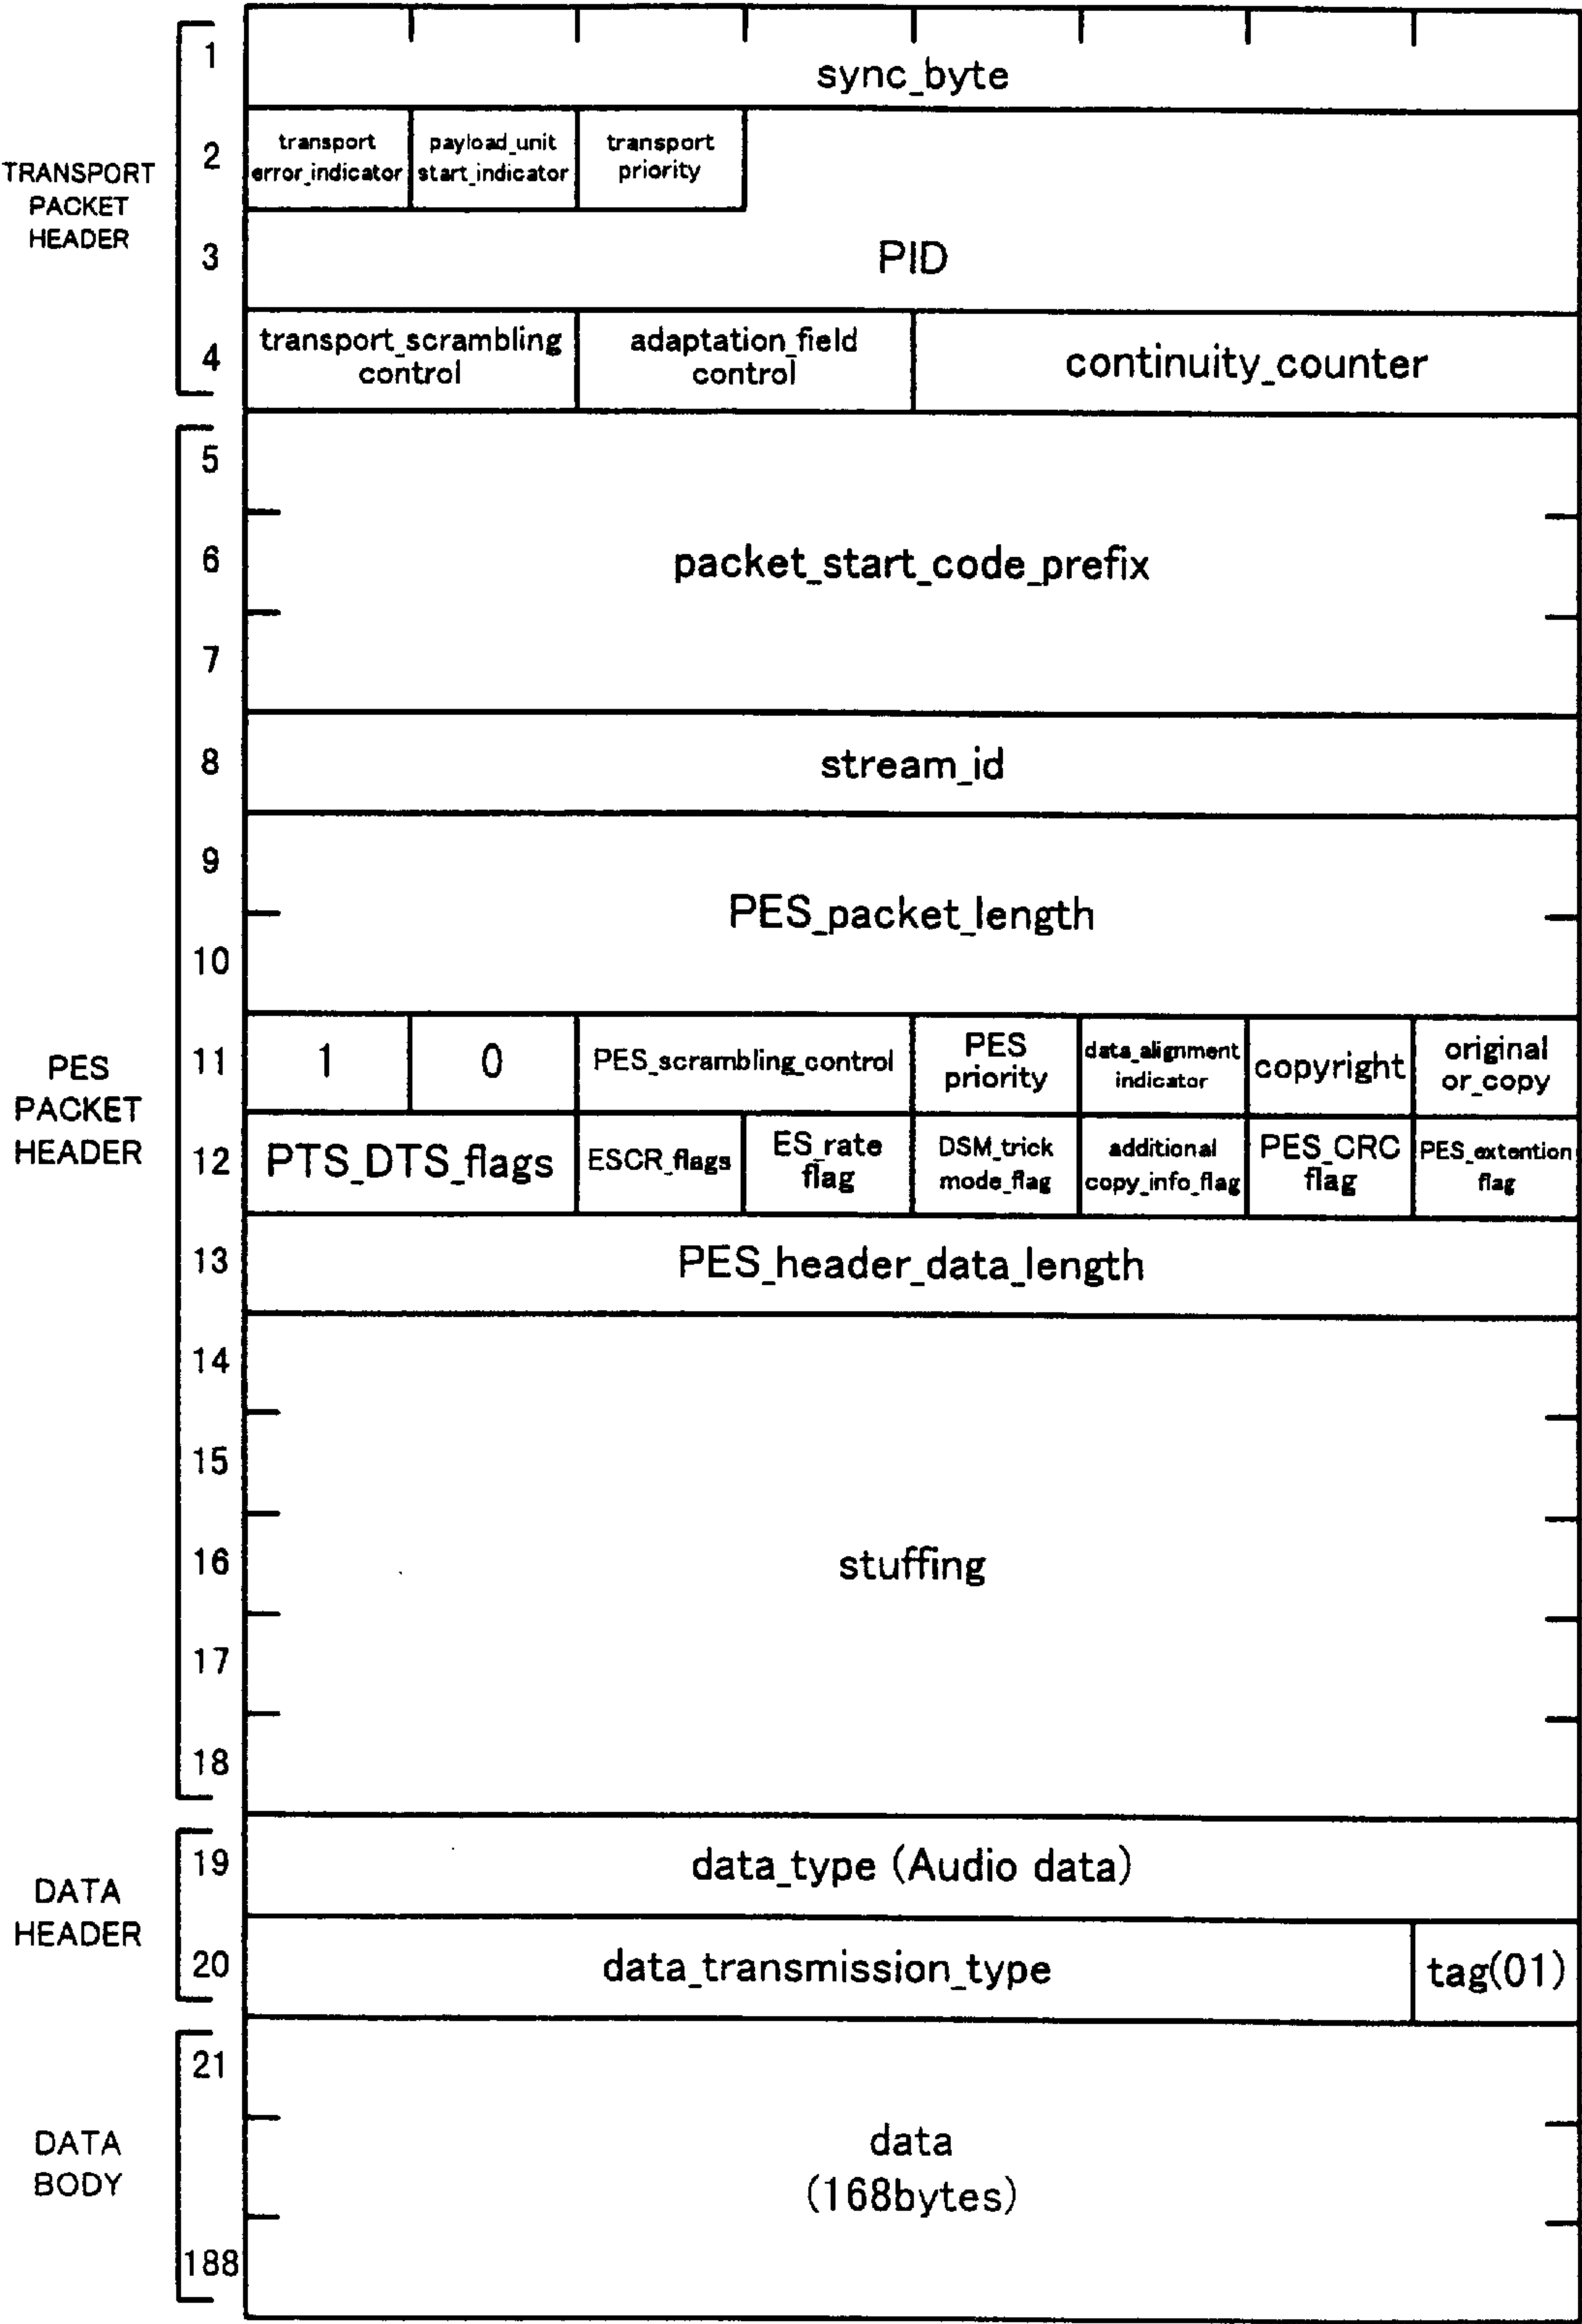 1
sync_byte
TRANSPORT
PACKET
HEADER
2
transport
error_indicator
payload_unit
start_indicator
transport
priority
3
PID
4
transport_scrambling
control
adaptation_field
control
continuity_counter
5
6
packet_start_code_prefix
7
8
stream_id
9
PES_packet_length
10
PES
PACKET
HEADER
11
1
0
PES_scrambling_control
PES
priority
data_alignment
indicator
copyright
original
or_copy
12
PTS_DTS_flags
ESCR_flags
ES_rate
flag
DSM_trick
mode_flag
additional
copy_info_flag
PES_CRC
flag
PES_extention
flag
13
PES_header_data_length
14
15
16
stuffing
17
18
DATA
HEADER
19
data_type (Audio data)
20
data_transmission_type
tag(01)
21
DATA
BODY
data
(168bytes)
188